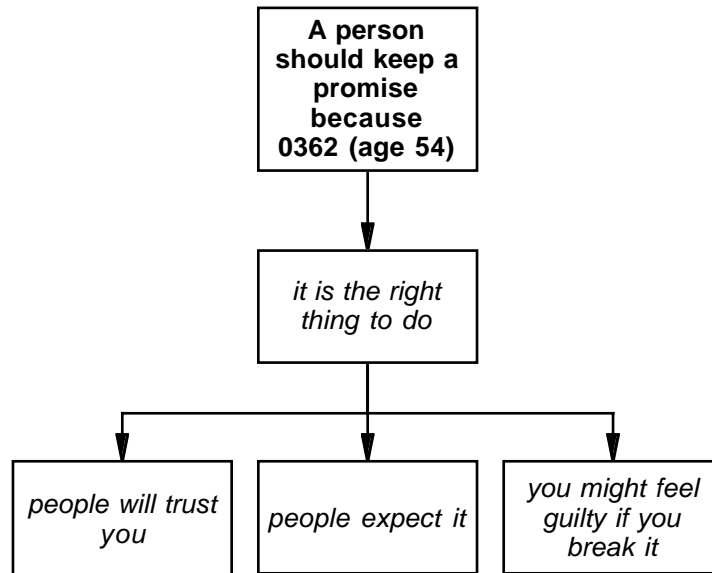 A person
should keep a
promise
because
0362 (age 54)
it is the right
thing to do
people will trust
you
people expect it
you might feel
guilty if you
break it